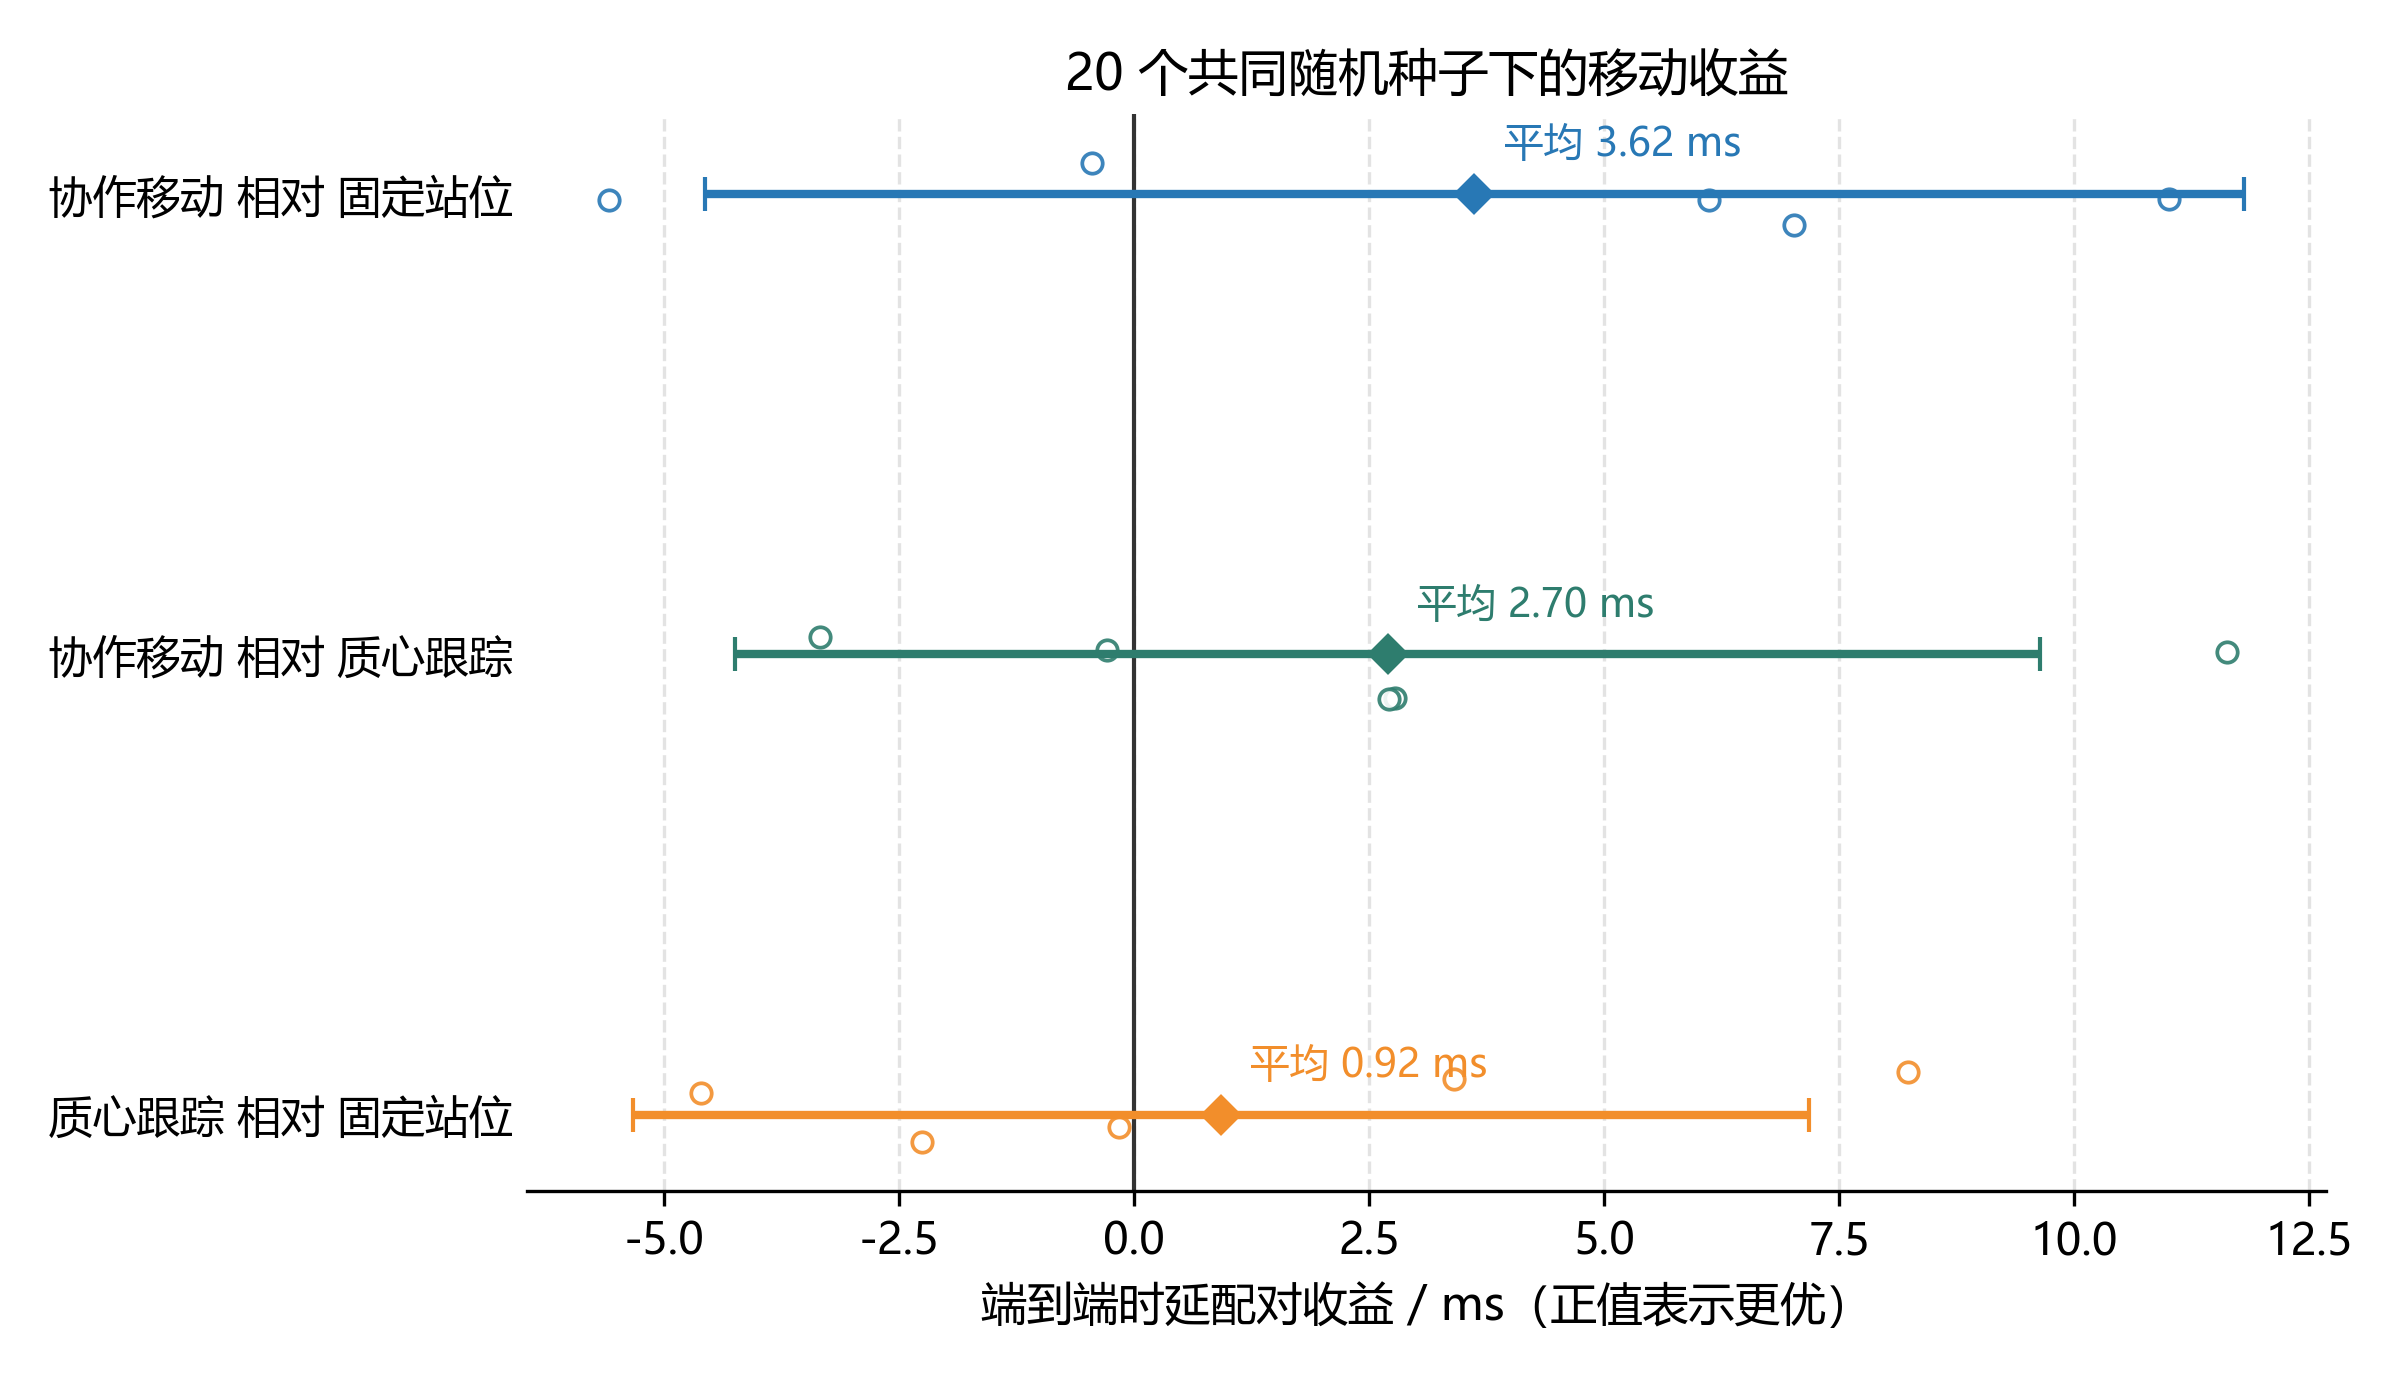 20 个共同随机种子下的移动收益
平均 3.62 ms
协作移动 相对 固定站位
平均 2.70 ms
协作移动 相对 质心跟踪
平均 0.92 ms
质心跟踪 相对 固定站位
-5.0 -2.5 0.0 2.5 5.0 7.5 10.0 12.5
端到端时延配对收益 / ms（正值表示更优）